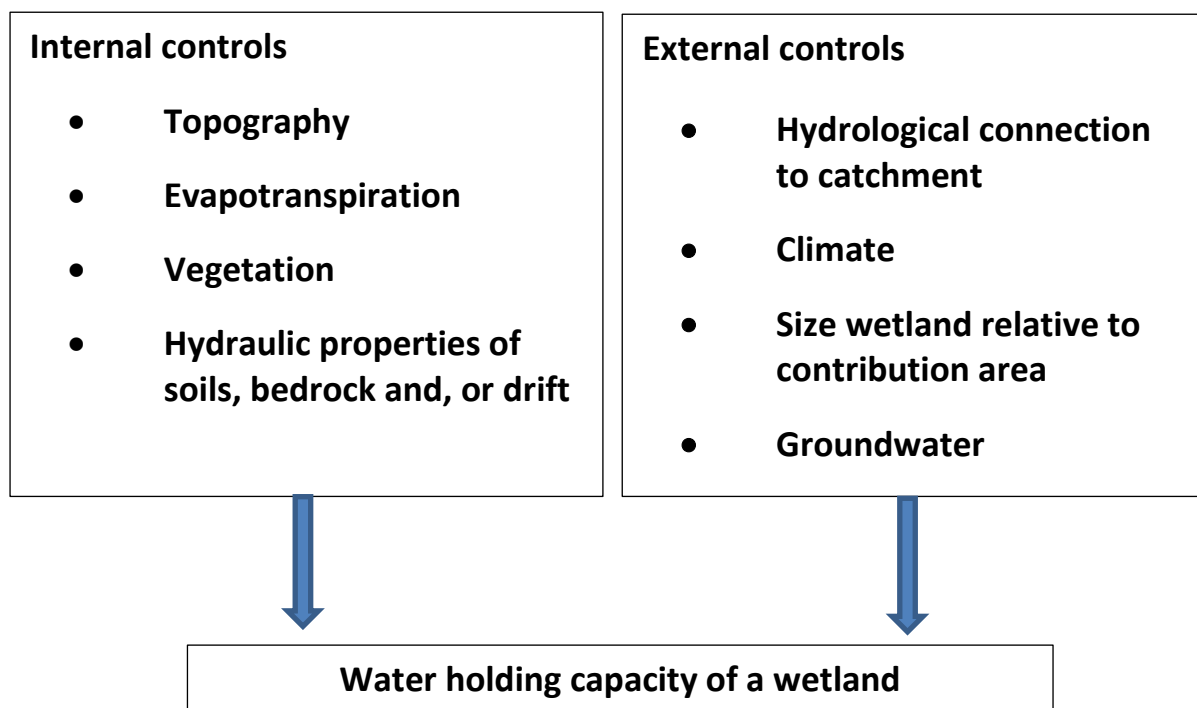 Internal controls
• Topography
• Evapotranspiration
• Vegetation
• Hydraulic properties of
soils, bedrock and, or drift
External controls
• Hydrological connection
to catchment
• Climate
• Size wetland relative to
contribution area
• Groundwater
Water holding capacity of a wetland